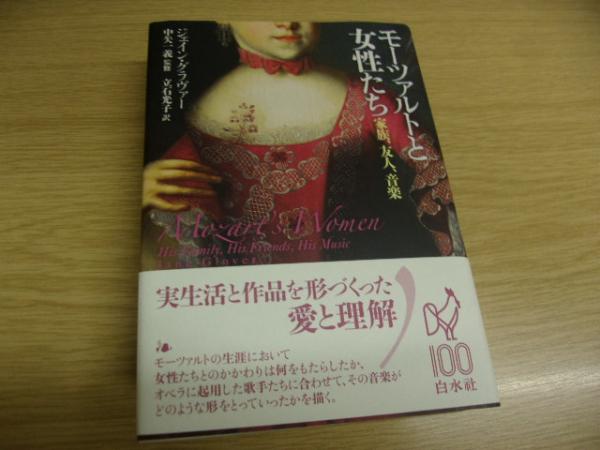 モーツァルトと
女性たち
家族、友人、音楽
ジェイン・グラヴァー
中矢一義 監修 立石光子 訳
Mozart's Women
His Family, His Friends, His Music
Jane Glover
実生活と作品を形づくった
愛と理解
モーツァルトの生涯において
女性たちとのかかわりは何をもたらしたか、
オペラに起用した歌手たちに合わせて、その音楽が
どのような形をとっていったかを描く。
100
白水社